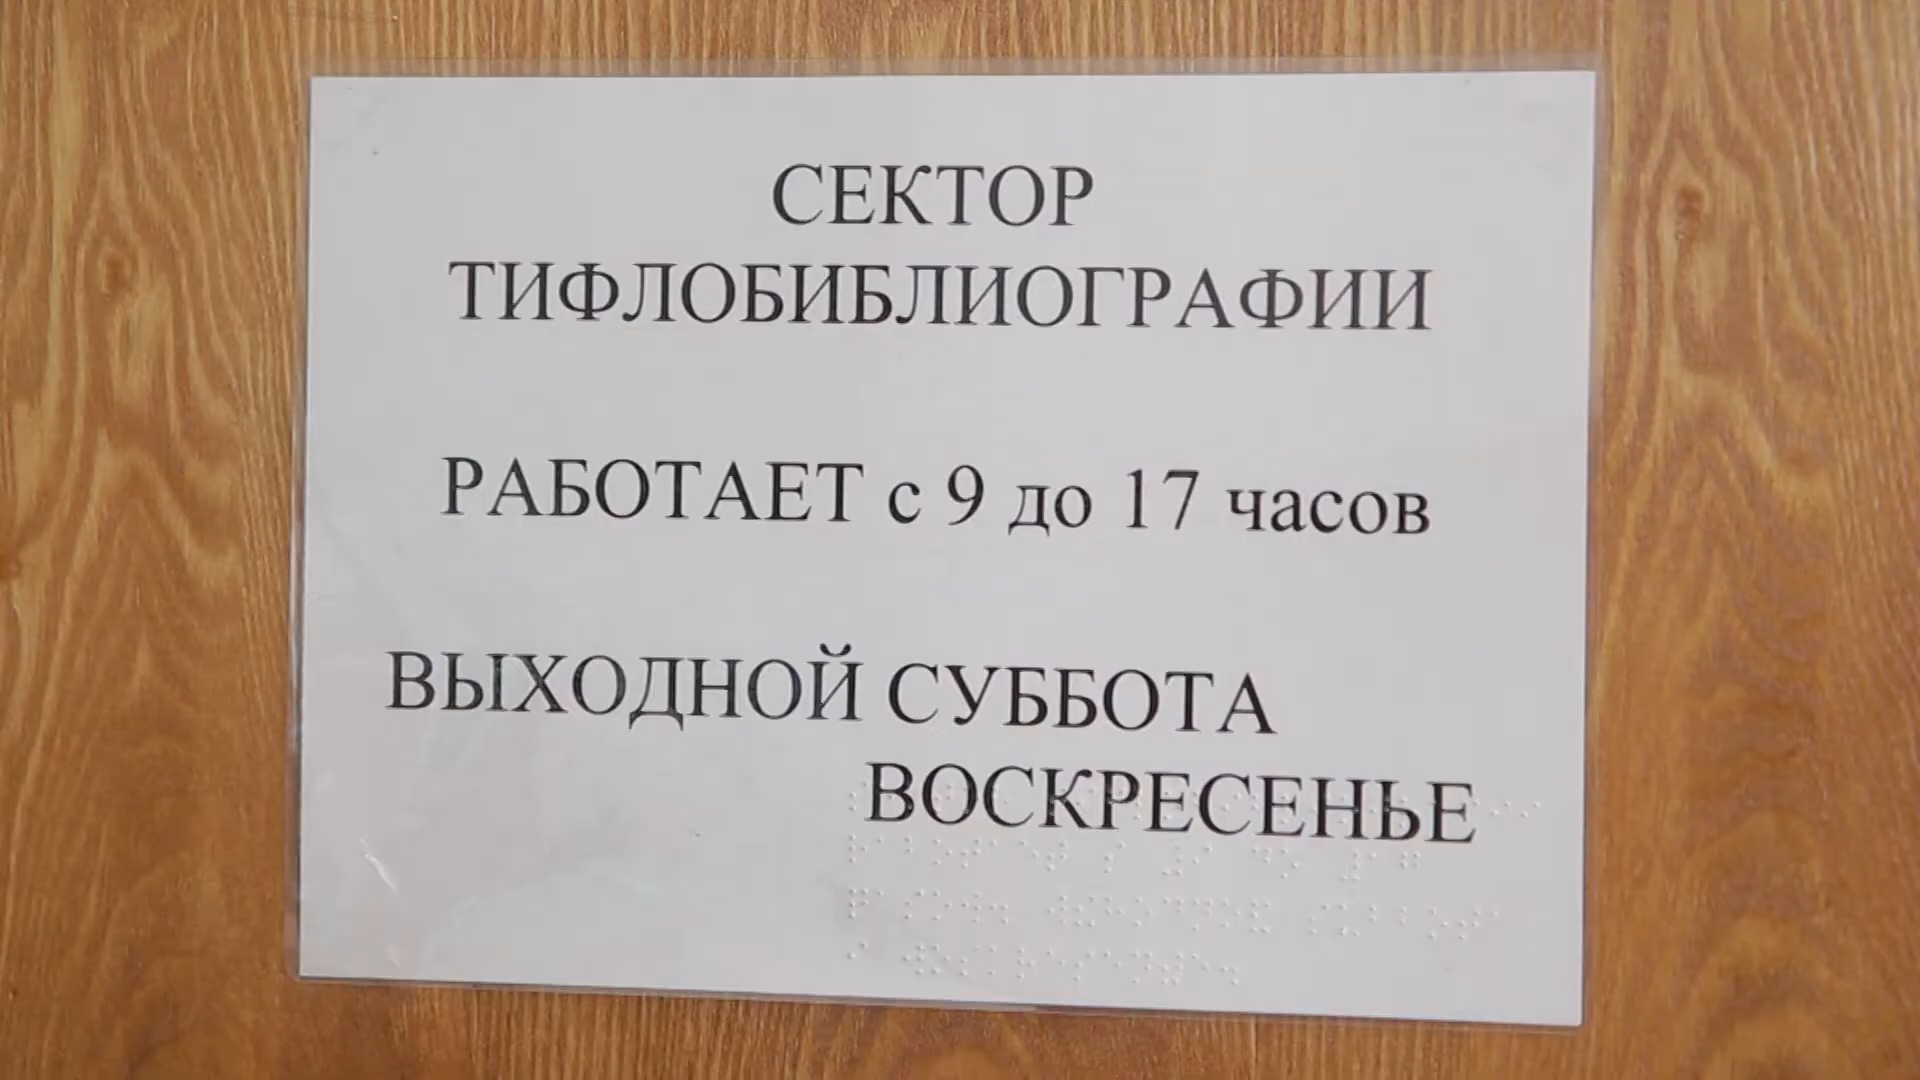 СЕКТОР
ТИФЛОБИБЛИОГРАФИИ
РАБОТАЕТ с 9 до 17 часов
ВЫХОДНОЙ СУББОТА
ВОСКРЕСЕНЬЕ